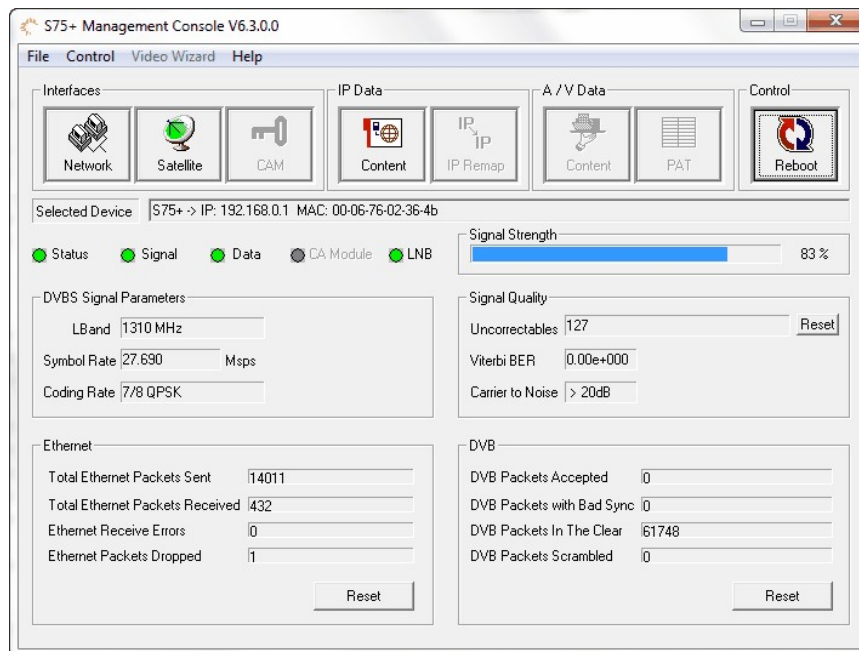 S75+ Management Console V6.3.0.0
File Control Video Wizard Help
Interfaces IP Data A / V Data Control
Network Satellite CAM Content IP Remap Content PAT Reboot
IP IP
Selected Device S75+ -> IP: 192.168.0.1 MAC: 00-06-76-02-36-4b
Status Signal Data CA Module LNB
Signal Strength
83 %
DVBS Signal Parameters
LBand 1310 MHz
Symbol Rate 27.690 Msps
Coding Rate 7/8 QPSK
Signal Quality
Uncorrectables 127 Reset
Viterbi BER 0.00e+000
Carrier to Noise > 20dB
Ethernet
Total Ethernet Packets Sent 14011
Total Ethernet Packets Received 432
Ethernet Receive Errors 0
Ethernet Packets Dropped 1
Reset
DVB
DVB Packets Accepted 0
DVB Packets with Bad Sync 0
DVB Packets In The Clear 61748
DVB Packets Scrambled 0
Reset